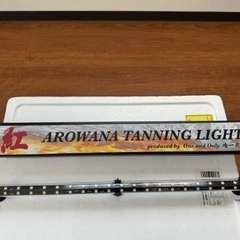 紅 AROWANA TANNING LIGHT
produced by One and Only